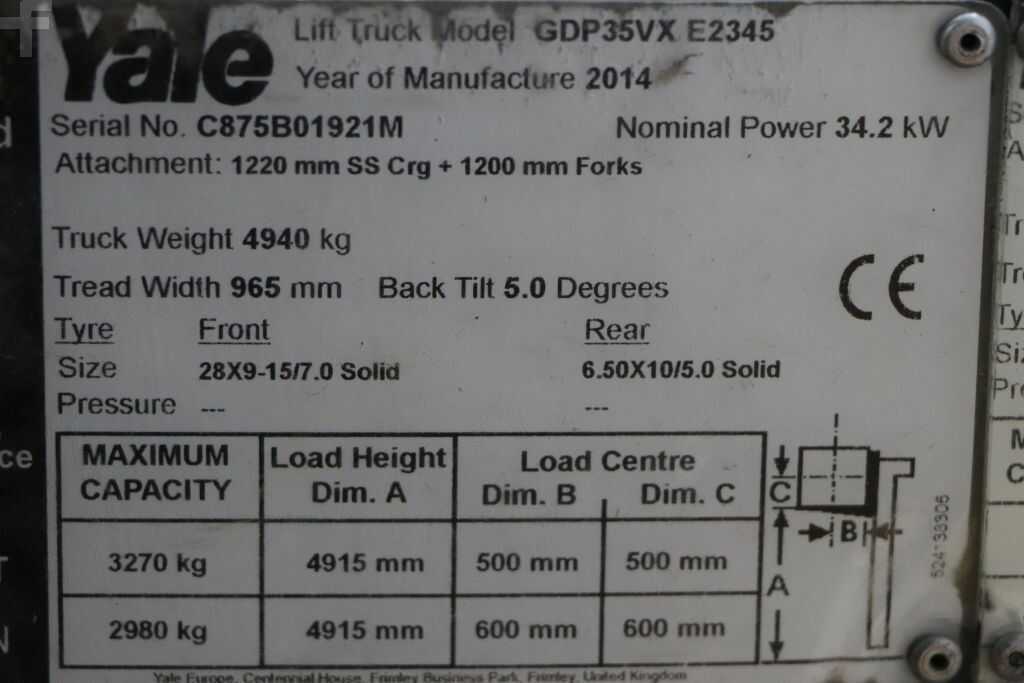 Yale
Lift Truck Model GDP35VX E2345
Year of Manufacture 2014
Serial No. C875B01921M Nominal Power 34.2 kW
Attachment: 1220 mm SS Crg + 1200 mm Forks
Truck Weight 4940 kg
Tread Width 965 mm Back Tilt 5.0 Degrees
CE
Tyre Front Rear
Size 28X9-15/7.0 Solid 6.50X10/5.0 Solid
Pressure --- ---
MAXIMUM CAPACITY Load Height Dim. A Load Centre
Dim. B Dim. C
3270 kg 4915 mm 500 mm 500 mm
2980 kg 4915 mm 600 mm 600 mm
C
B
A
524138306
Yale Europe, Centennial House, Frimley Business Park, Frimley, United Kingdom